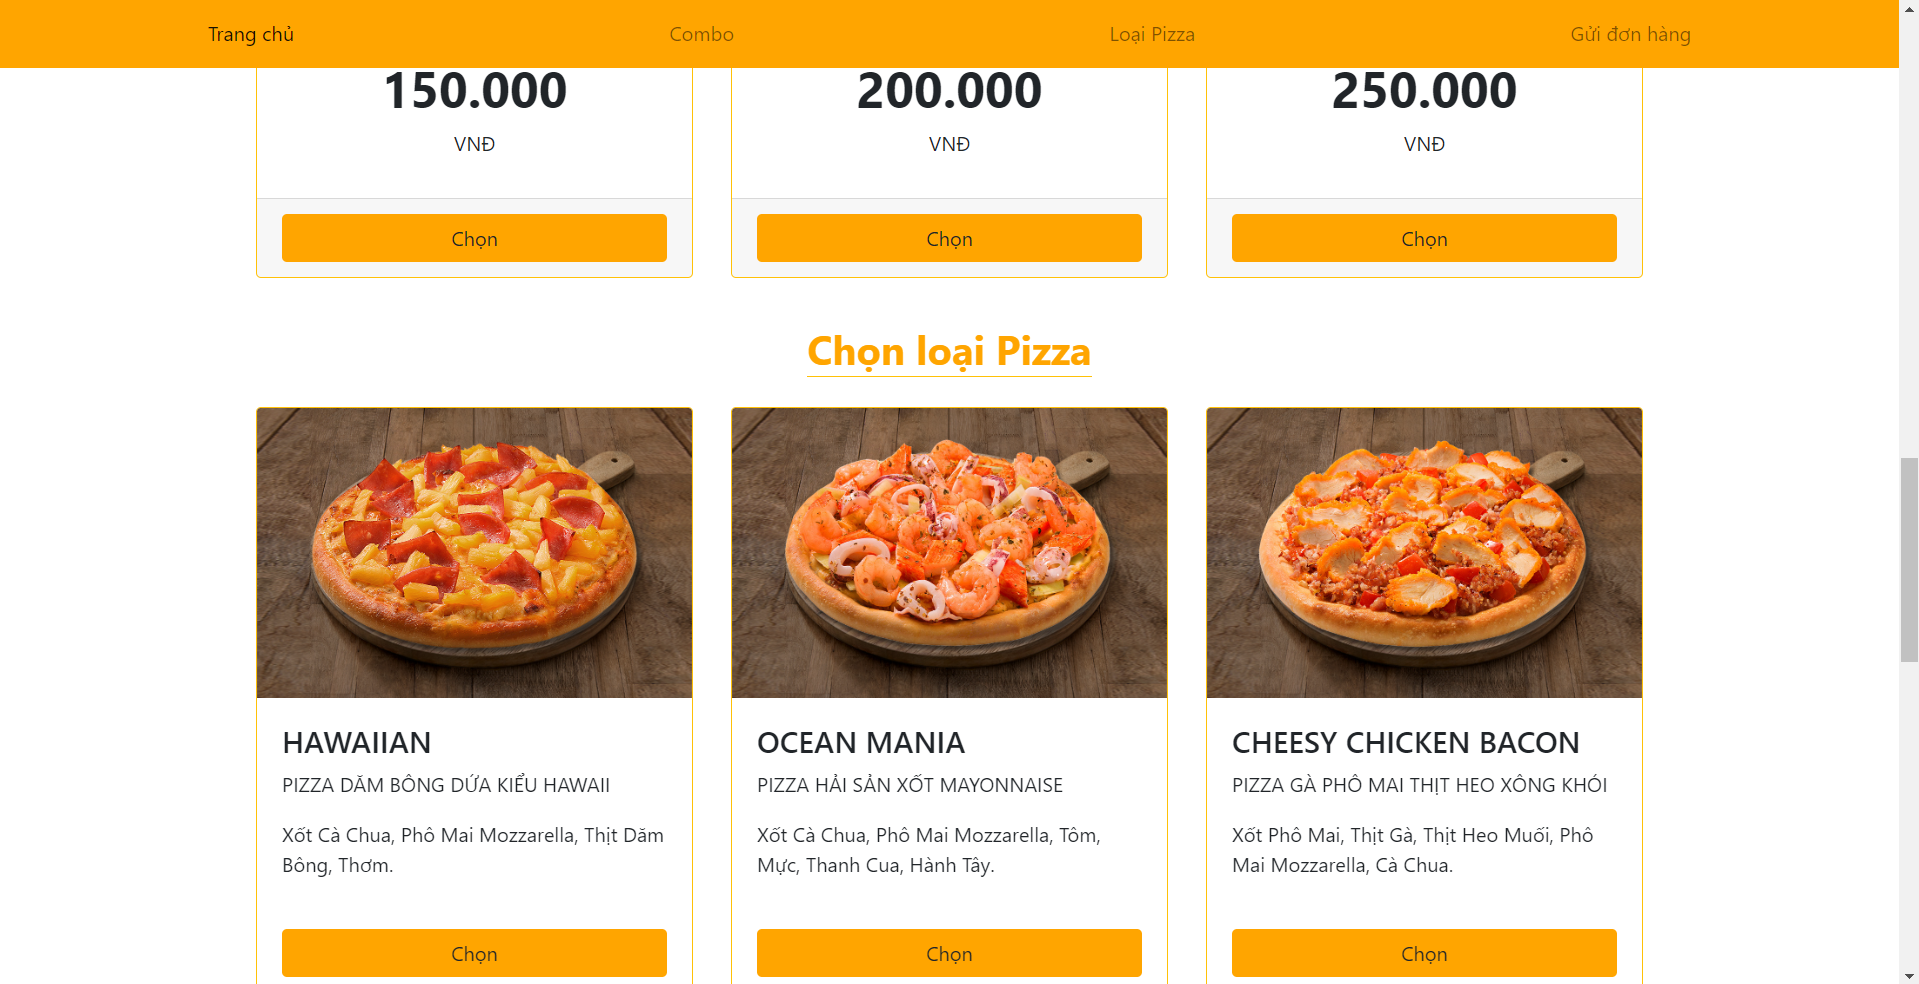 Trang chủ Combo Loại Pizza Gửi đơn hàng
150.000 200.000 250.000
VNĐ VNĐ VNĐ
Chọn Chọn Chọn
Chọn loại Pizza
HAWAIIAN
PIZZA DĂM BÔNG DỨA KIỂU HAWAII
Xốt Cà Chua, Phô Mai Mozzarella, Thịt Dăm
Bông, Thơm.
Chọn
OCEAN MANIA
PIZZA HẢI SẢN XỐT MAYONNAISE
Xốt Cà Chua, Phô Mai Mozzarella, Tôm,
Mực, Thanh Cua, Hành Tây.
Chọn
CHEESY CHICKEN BACON
PIZZA GÀ PHÔ MAI THỊT HEO XÔNG KHÓI
Xốt Phô Mai, Thịt Gà, Thịt Heo Muối, Phô
Mai Mozzarella, Cà Chua.
Chọn